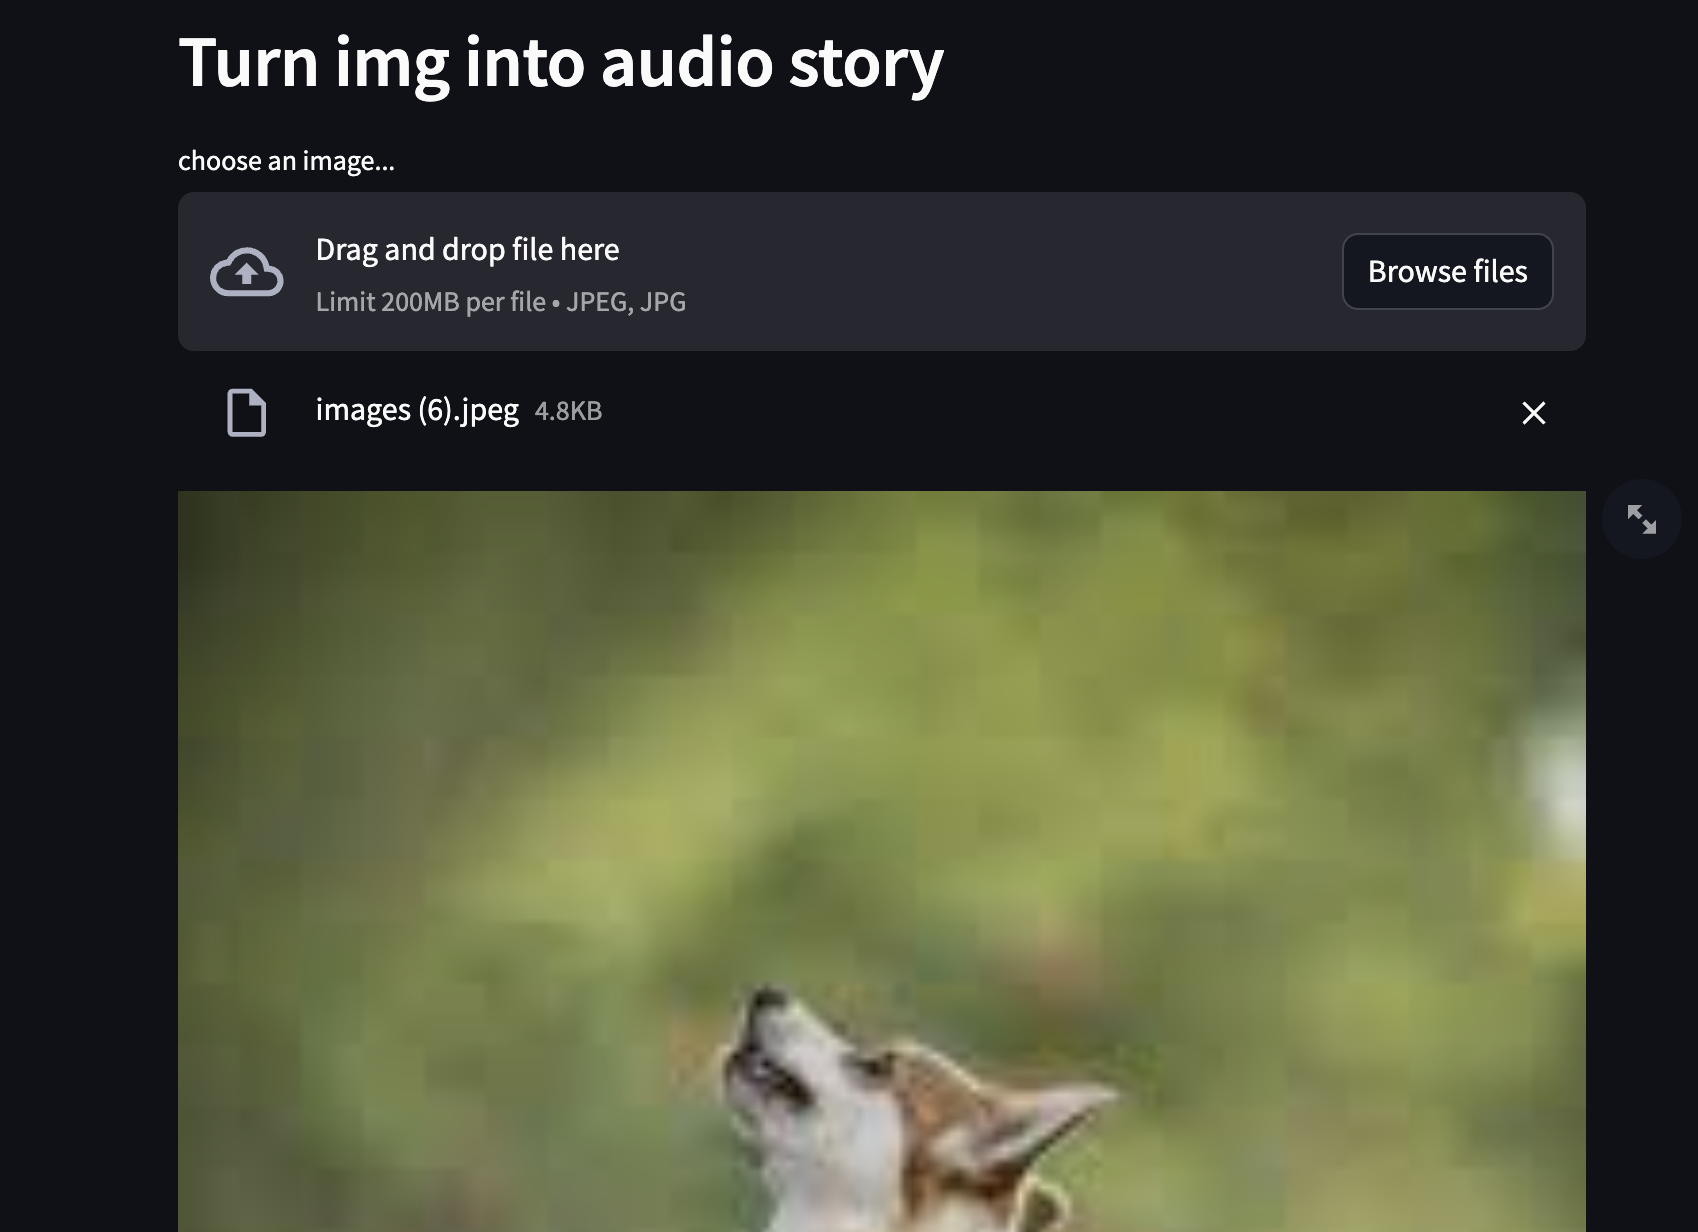 Turn img into audio story
choose an image...
Drag and drop file here
Limit 200MB per file • JPEG, JPG
Browse files
images (6).jpeg 4.8KB